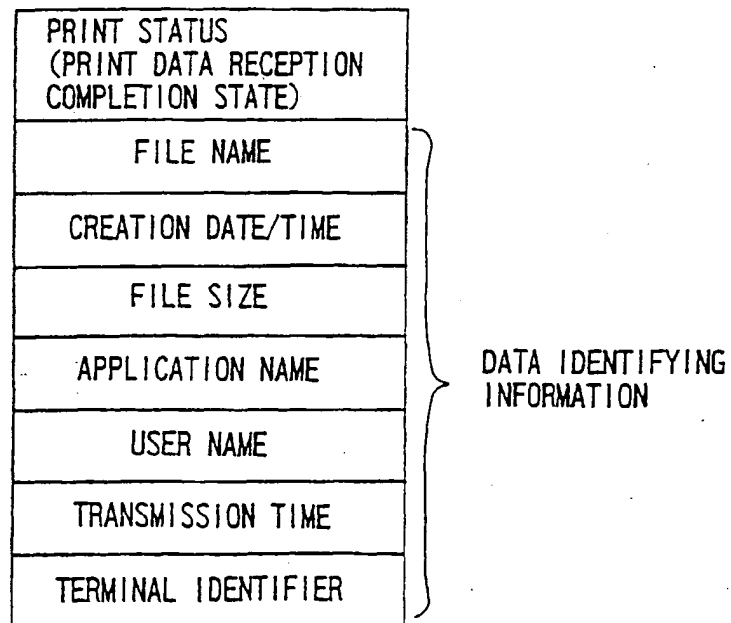 PRINT STATUS
(PRINT DATA RECEPTION
COMPLETION STATE)
FILE NAME
CREATION DATE/TIME
FILE SIZE
APPLICATION NAME
USER NAME
TRANSMISSION TIME
TERMINAL IDENTIFIER
DATA IDENTIFYING
INFORMATION